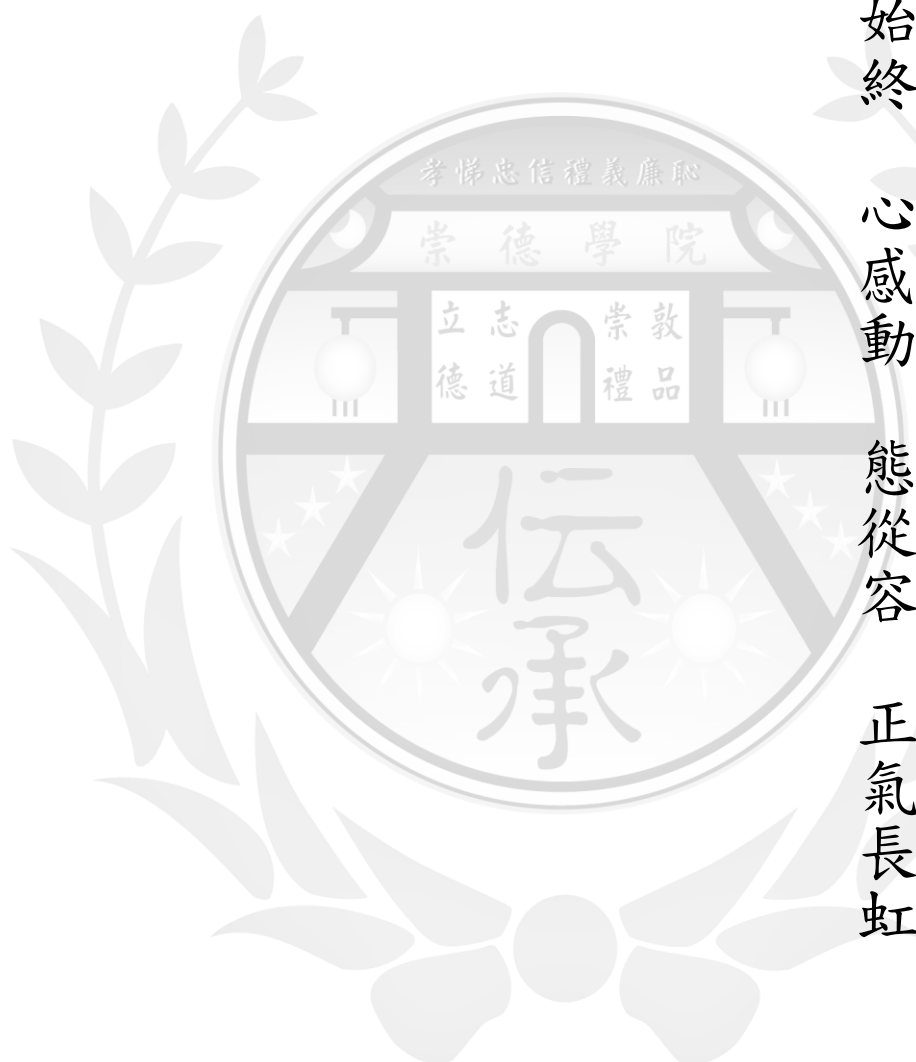 始終 心感動 態從容 正氣長虹
孝悌忠信禮義廉恥
崇德學院
立志 崇敦
德道 禮品
伝承